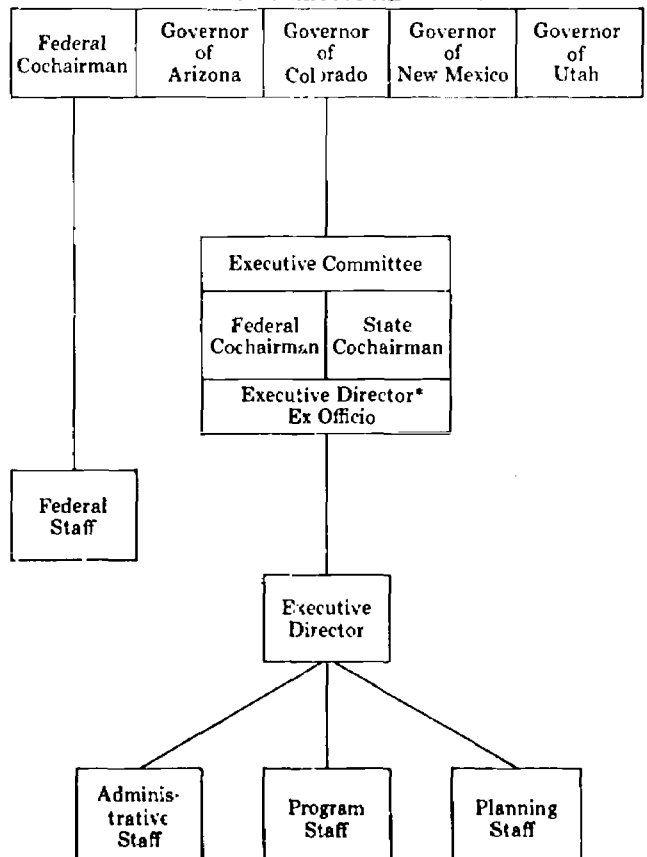 Federal
Cochairman
Governor
of
Arizona
Governor
of
Colorado
Governor
of
New Mexico
Governor
of
Utah
Executive Committee
Federal
Cochairman
State
Cochairman
Executive Director*
Ex Officio
Federal
Staff
Executive
Director
Adminis-
trative
Staff
Program
Staff
Planning
Staff